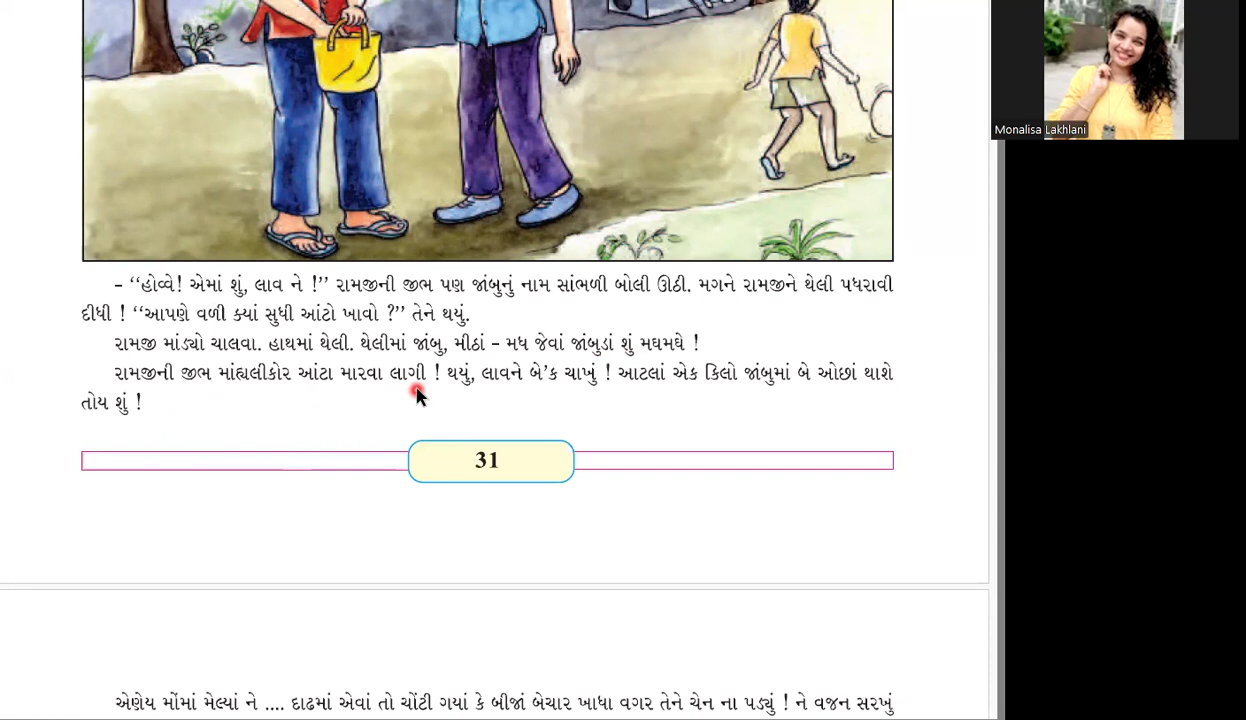 Monalisa Lakhlani
- ‘‘હોવ્વે! એમાં શું, લાવ ને !’’ રામજીની જીભ પણ જાંબુનું નામ સાંભળી બોલી ઊઠી. મગને રામજીને થેલી પધરાવી
દીધી ! ‘‘આપણે વળી ક્યાં સુધી આંટો ખાવો ?’’ તેને થયું.
રામજી માંડ્યો ચાલવા. હાથમાં થેલી. થેલીમાં જાંબુ, મીઠાં - મધ જેવાં જાંબુડાં શું મઘમઘે !
રામજીની જીભ માંહ્યલીકોર આંટા મારવા લાગી ! થયું, લાવને બે’ક ચાખું ! આટલાં એક કિલો જાંબુમાં બે ઓછાં થાશે
તોય શું !
31
એણેય મોંમાં મેલ્યાં ને .... દાઢમાં એવાં તો ચોંટી ગયાં કે બીજાં બેચાર ખાધા વગર તેને ચેન ના પડ્યું ! ને વજન સરખું